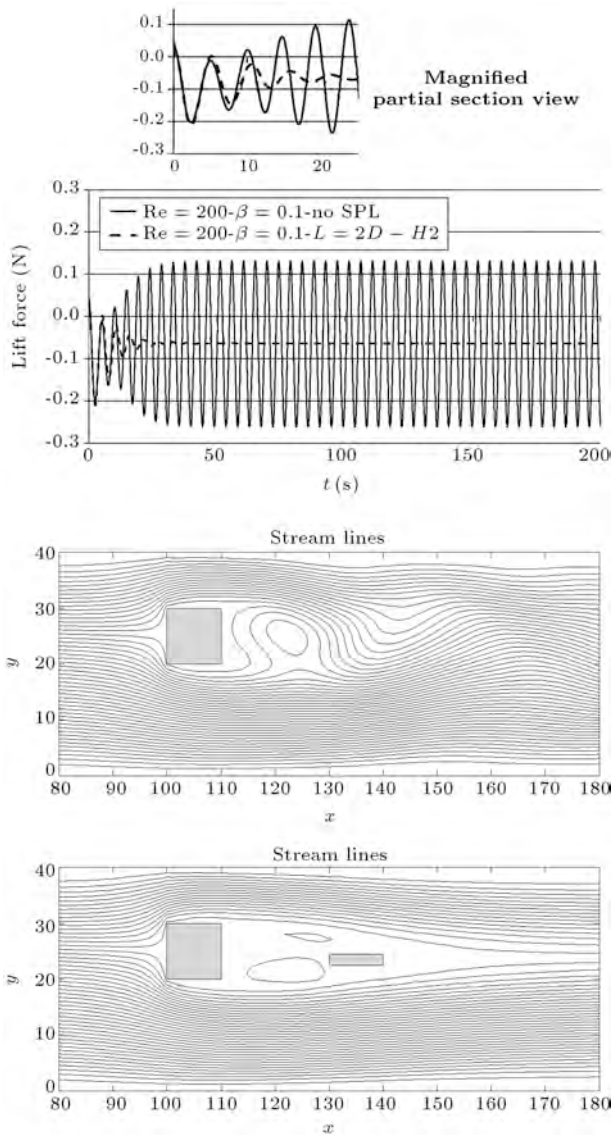 0.1
0.0
-0.1
-0.2
-0.3
0 10 20
Magnified
partial section view
0.3
0.2
0.1
0.0
-0.1
-0.2
-0.3
Lift force (N)
Re = 200-β = 0.1-no SPL
Re = 200-β = 0.1-L = 2D − H2
0 50 100 150 200
t (s)
Stream lines
40
30
20
10
0
y
80 90 100 110 120 130 140 150 160 170 180
x
Stream lines
40
30
20
10
0
y
80 90 100 110 120 130 140 150 160 170 180
x